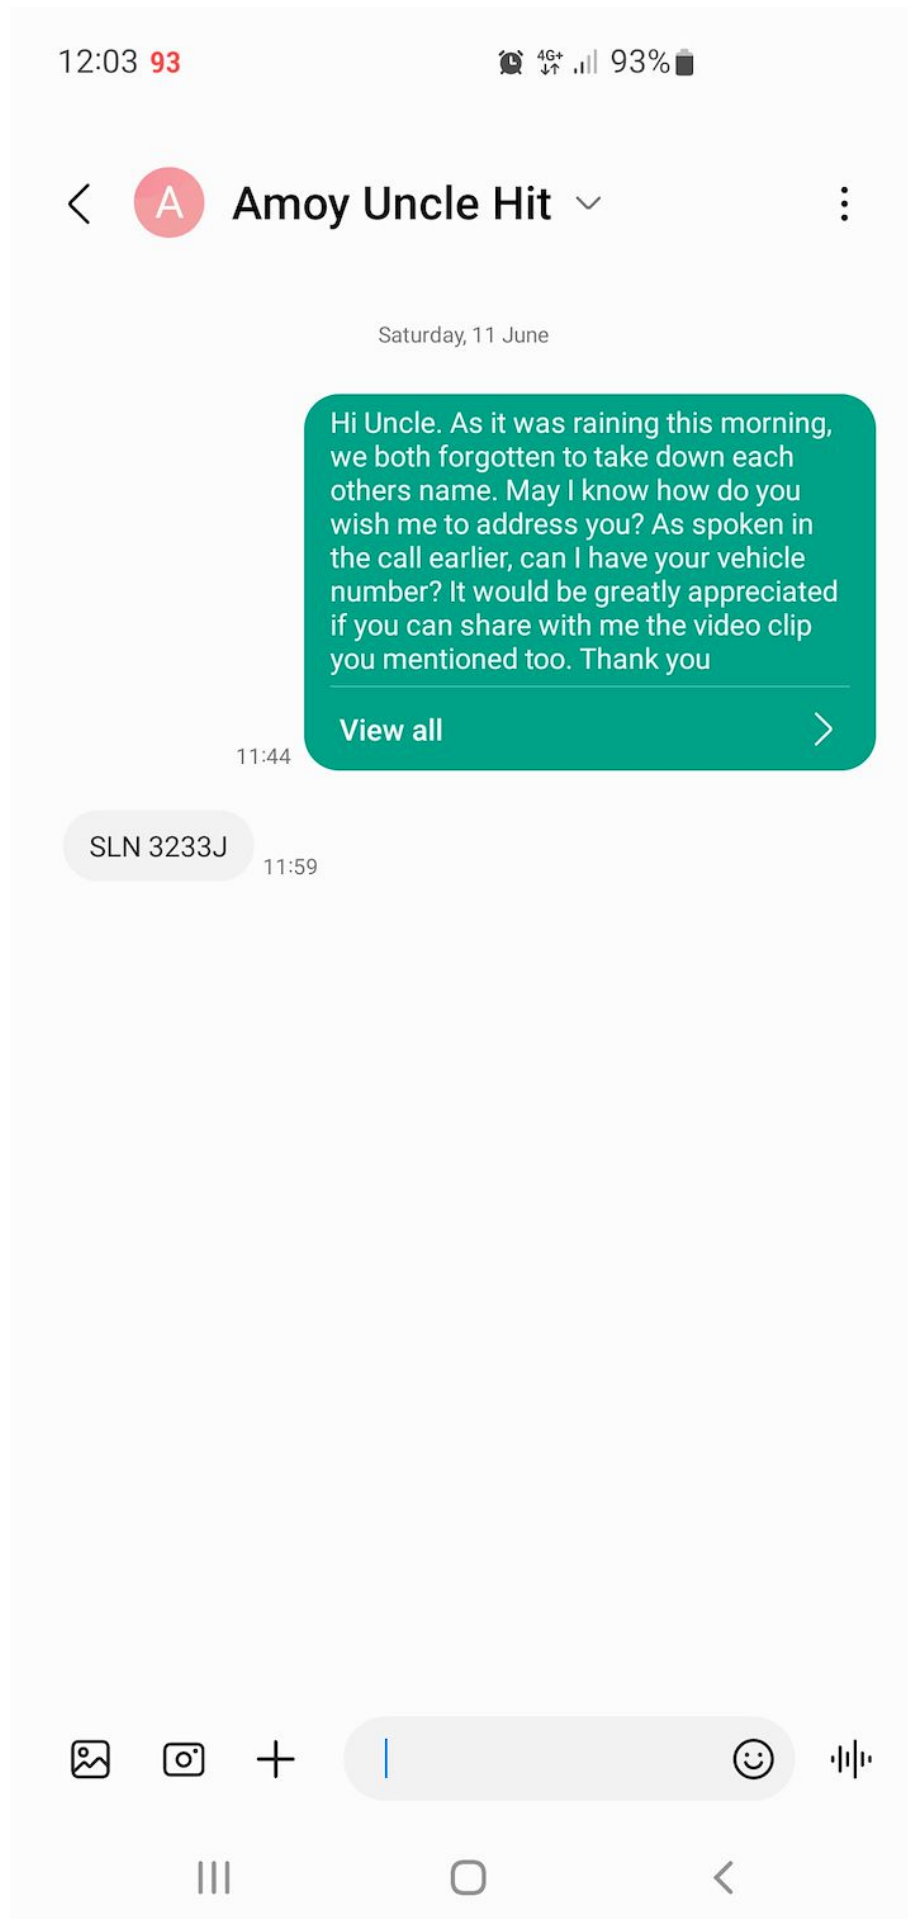 12:03 93 4G+ 93%
A Amoy Uncle Hit
Saturday, 11 June
Hi Uncle. As it was raining this morning,
we both forgotten to take down each
others name. May I know how do you
wish me to address you? As spoken in
the call earlier, can I have your vehicle
number? It would be greatly appreciated
if you can share with me the video clip
you mentioned too. Thank you
View all
11:44
SLN 3233J
11:59